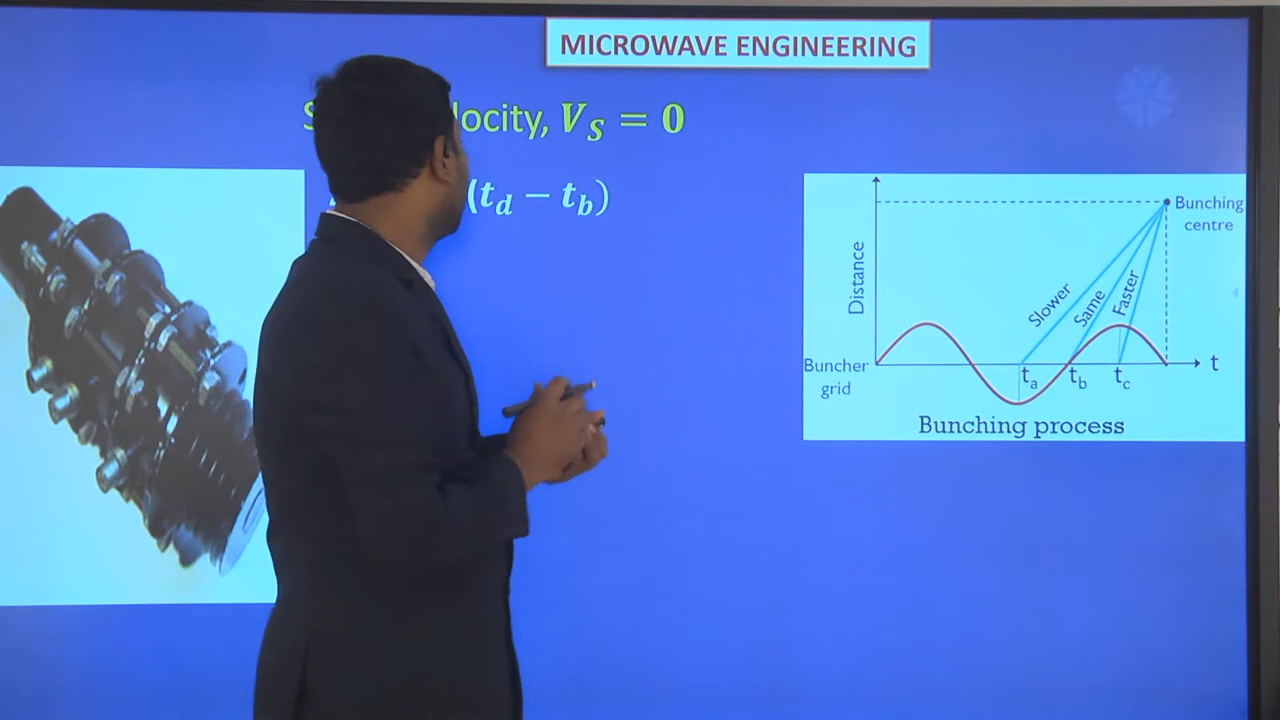 MICROWAVE ENGINEERING
locity, V_S = 0
(t_d − t_b)
Bunching
centre
Distance
Slower
Same
Faster
Buncher
grid
t_a
t_b
t_c
t
Bunching process